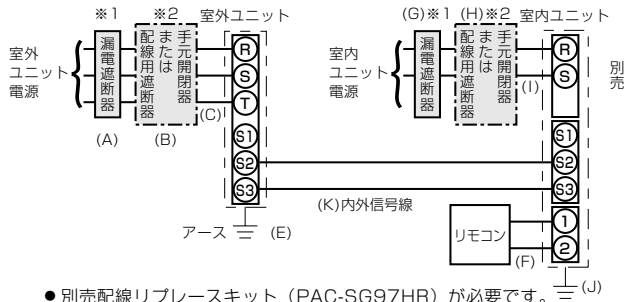 ※1 ※2 室外ユニット
室外
ユニット
電源
漏電遮断器
手元開閉器
または
配線用遮断器
(A)
(B)
(C)
R
S
T
S1
S2
S3
アース (E)
(G)※1 (H)※2 室内ユニット
室内
ユニット
電源
漏電遮断器
手元開閉器
または
配線用遮断器
(I)
R
S
別売
S1
S2
S3
(K)内外信号線
リモコン
1
2
(F)
(J)
●別売配線リプレースキット（PAC-SG97HR）が必要です。